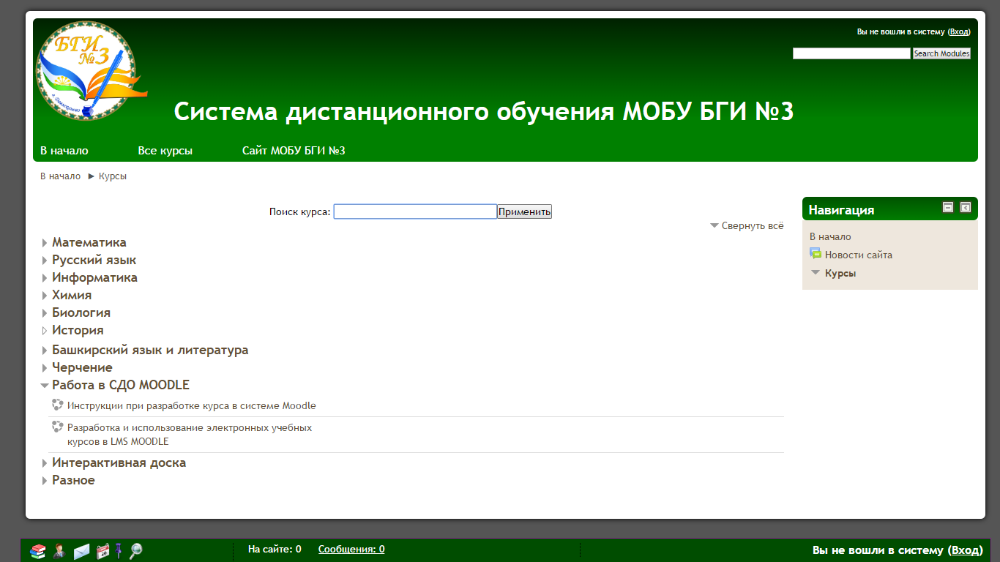 БГИ
№3
г. Давлеканово
Вы не вошли в систему (Вход)
Search Modules
Система дистанционного обучения МОБУ БГИ №3
В начало Все курсы Сайт МОБУ БГИ №3
В начало ► Курсы
Поиск курса: Применить
Свернуть всё
Математика
Русский язык
Информатика
Химия
Биология
История
Башкирский язык и литература
Черчение
Работа в СДО MOODLE
Инструкции при разработке курса в системе Moodle
Разработка и использование электронных учебных
курсов в LMS MOODLE
Интерактивная доска
Разное
Навигация
В начало
Новости сайта
Курсы
На сайте: 0 Сообщения: 0
Вы не вошли в систему (Вход)